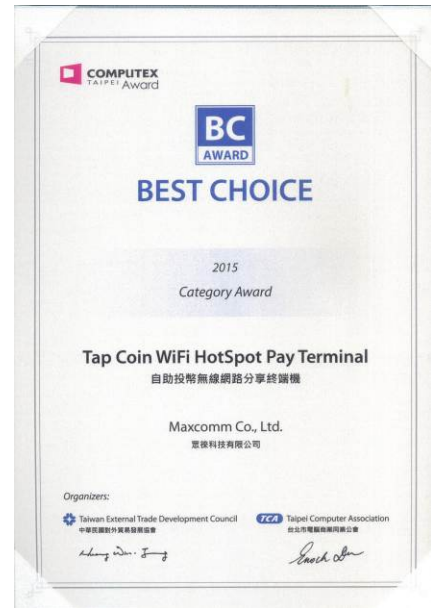 COMPUTEX
TAIPEI Award
BC
AWARD
BEST CHOICE
2015
Category Award
Tap Coin WiFi HotSpot Pay Terminal
自助投幣無線網路分享終端機
Maxcomm Co., Ltd.
Organizers:
Taiwan External Trade Development Council
中華民國對外貿易發展協會
TCA Taipei Computer Association
台北市電腦商業同業公會